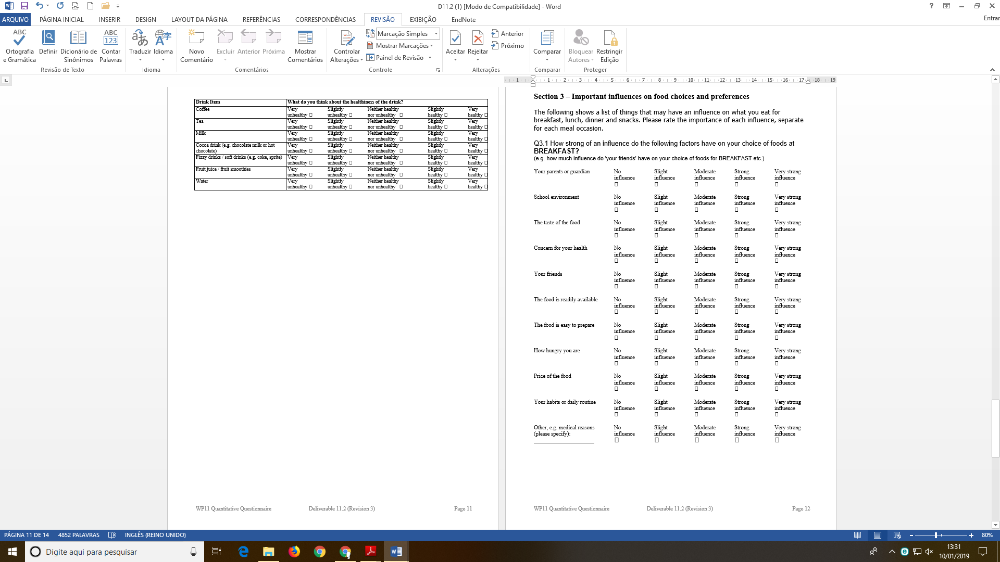 D11.2 (1) [Modo de Compatibilidade] - Word
ARQUIVO PÁGINA INICIAL INSERIR DESIGN LAYOUT DA PÁGINA REFERÊNCIAS CORRESPONDÊNCIAS REVISÃO EXIBIÇÃO EndNote Entrar
Ortografia e Gramática
Definir
Dicionário de Sinônimos
Contar Palavras
Revisão de Texto
Traduzir
Idioma
Idioma
Novo Comentário
Excluir
Anterior
Próxima
Mostrar Comentários
Comentários
Controlar Alterações
Marcação Simples
Mostrar Marcações
Painel de Revisão
Controle
Aceitar
Rejeitar
Anterior
Próximo
Alterações
Comparar
Comparar
Bloquear Autores
Restringir Edição
Proteger
1 1 2 3 4 5 6 7 8 9 10 11 12 13 14 15 16 17 18 19
Drink Item What do you think about the healthiness of the drink?
Coffee Very unhealthy □ Slightly unhealthy □ Neither healthy nor unhealthy □ Slightly healthy □ Very healthy □
Tea Very unhealthy □ Slightly unhealthy □ Neither healthy nor unhealthy □ Slightly healthy □ Very healthy □
Milk Very unhealthy □ Slightly unhealthy □ Neither healthy nor unhealthy □ Slightly healthy □ Very healthy □
Cocoa drink (e.g. chocolate milk or hot chocolate) Very unhealthy □ Slightly unhealthy □ Neither healthy nor unhealthy □ Slightly healthy □ Very healthy □
Fizzy drinks / soft drinks (e.g. coke, sprite) Very unhealthy □ Slightly unhealthy □ Neither healthy nor unhealthy □ Slightly healthy □ Very healthy □
Fruit juice / fruit smoothies Very unhealthy □ Slightly unhealthy □ Neither healthy nor unhealthy □ Slightly healthy □ Very healthy □
Water Very unhealthy □ Slightly unhealthy □ Neither healthy nor unhealthy □ Slightly healthy □ Very healthy □
WP11 Quantitative Questionnaire Deliverable 11.2 (Revision 3) Page 11
Section 3 – Important influences on food choices and preferences
The following shows a list of things that may have an influence on what you eat for
breakfast, lunch, dinner and snacks. Please rate the importance of each influence, separate
for each meal occasion.
Q3.1 How strong of an influence do the following factors have on your choice of foods at
BREAKFAST?
(e.g. how much influence do 'your friends' have on your choice of foods for BREAKFAST etc.)
Your parents or guardian No influence □ Slight influence □ Moderate influence □ Strong influence □ Very strong influence □
School environment No influence □ Slight influence □ Moderate influence □ Strong influence □ Very strong influence □
The taste of the food No influence □ Slight influence □ Moderate influence □ Strong influence □ Very strong influence □
Concern for your health No influence □ Slight influence □ Moderate influence □ Strong influence □ Very strong influence □
Your friends No influence □ Slight influence □ Moderate influence □ Strong influence □ Very strong influence □
The food is readily available No influence □ Slight influence □ Moderate influence □ Strong influence □ Very strong influence □
The food is easy to prepare No influence □ Slight influence □ Moderate influence □ Strong influence □ Very strong influence □
How hungry you are No influence □ Slight influence □ Moderate influence □ Strong influence □ Very strong influence □
Price of the food No influence □ Slight influence □ Moderate influence □ Strong influence □ Very strong influence □
Your habits or daily routine No influence □ Slight influence □ Moderate influence □ Strong influence □ Very strong influence □
Other, e.g. medical reasons (please specify): No influence □ Slight influence □ Moderate influence □ Strong influence □ Very strong influence □
WP11 Quantitative Questionnaire Deliverable 11.2 (Revision 3) Page 12
PÁGINA 11 DE 14 4852 PALAVRAS INGLÊS (REINO UNIDO) 80%
Digite aqui para pesquisar
13:31
10/01/2019